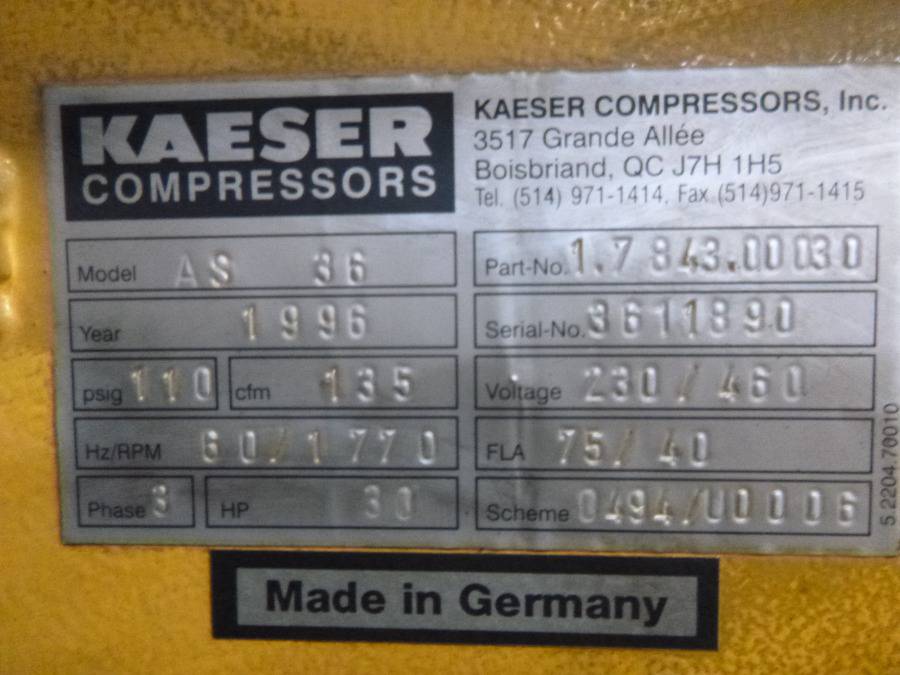 KAESER
COMPRESSORS
KAESER COMPRESSORS, Inc.
3517 Grande Allée
Boisbriand, QC J7H 1H5
Tel. (514) 971-1414, Fax (514)971-1415
Model AS 36
Part-No. 1.7843.00030
Year 1996
Serial-No. 3611890
psig 110 cfm 135
Voltage 230/460
Hz/RPM 60/1770
FLA 75/40
Phase 3 HP 30
Scheme 0494/U0006
5.2204.70010
Made in Germany